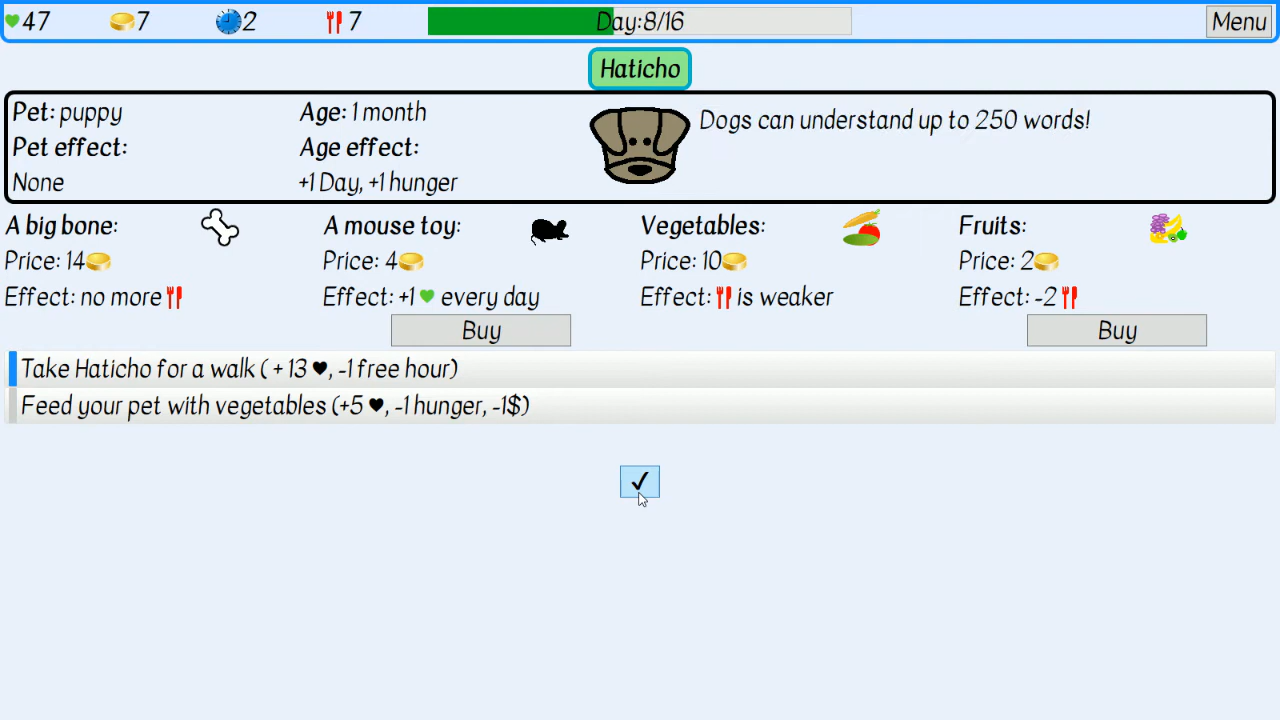 47 7 2 7 Day:8/16 Menu
Haticho
Pet: puppy Age: 1 month Dogs can understand up to 250 words!
Pet effect: Age effect:
None +1 Day, +1 hunger
A big bone: A mouse toy: Vegetables: Fruits:
Price: 14 Price: 4 Price: 10 Price: 2
Effect: no more Effect: +1 every day Effect: is weaker Effect: -2
Buy Buy
Take Haticho for a walk ( + 13 ♥, -1 free hour)
Feed your pet with vegetables (+5 ♥, -1 hunger, -1$)